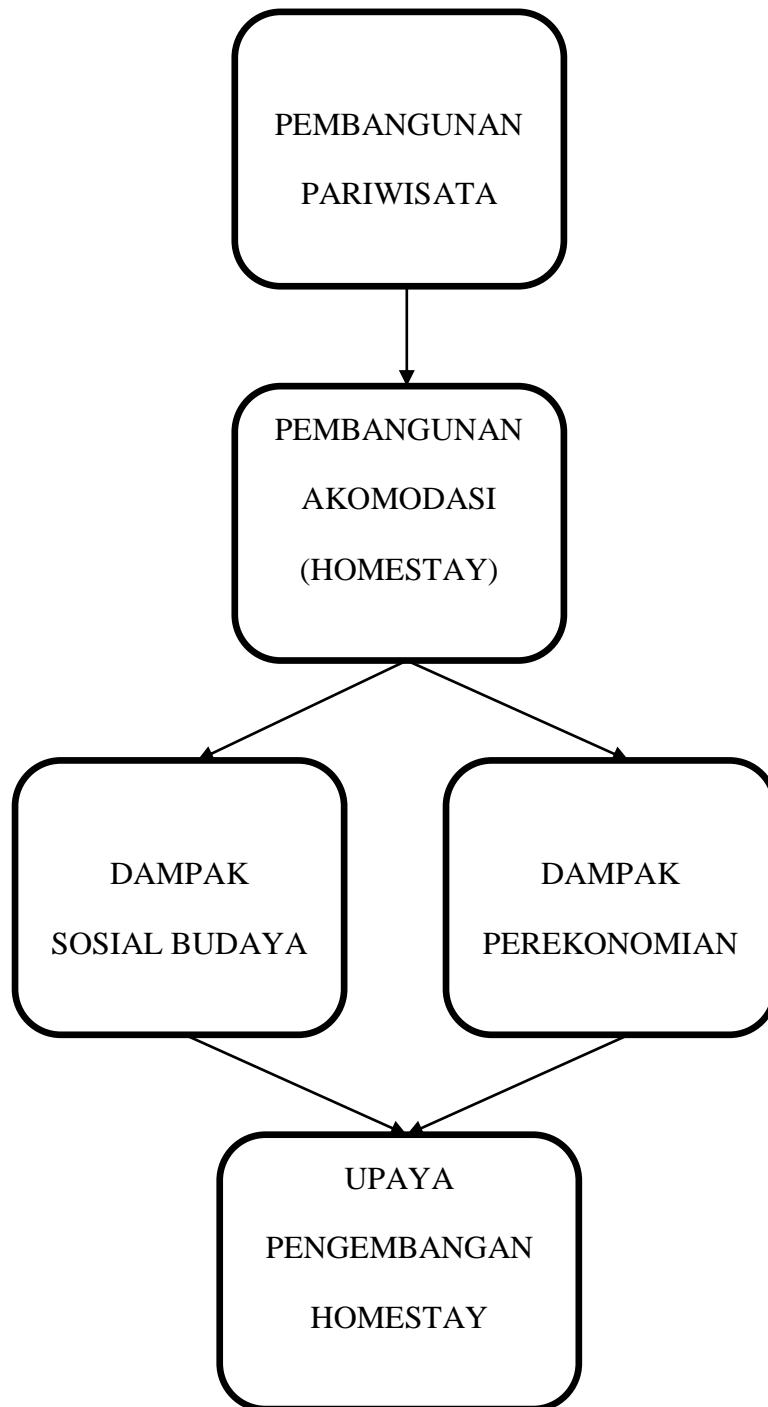 PEMBANGUNAN
PARIWISATA
PEMBANGUNAN
AKOMODASI
(HOMESTAY)
DAMPAK
SOSIAL BUDAYA
DAMPAK
PEREKONOMIAN
UPAYA
PENGEMBANGAN
HOMESTAY